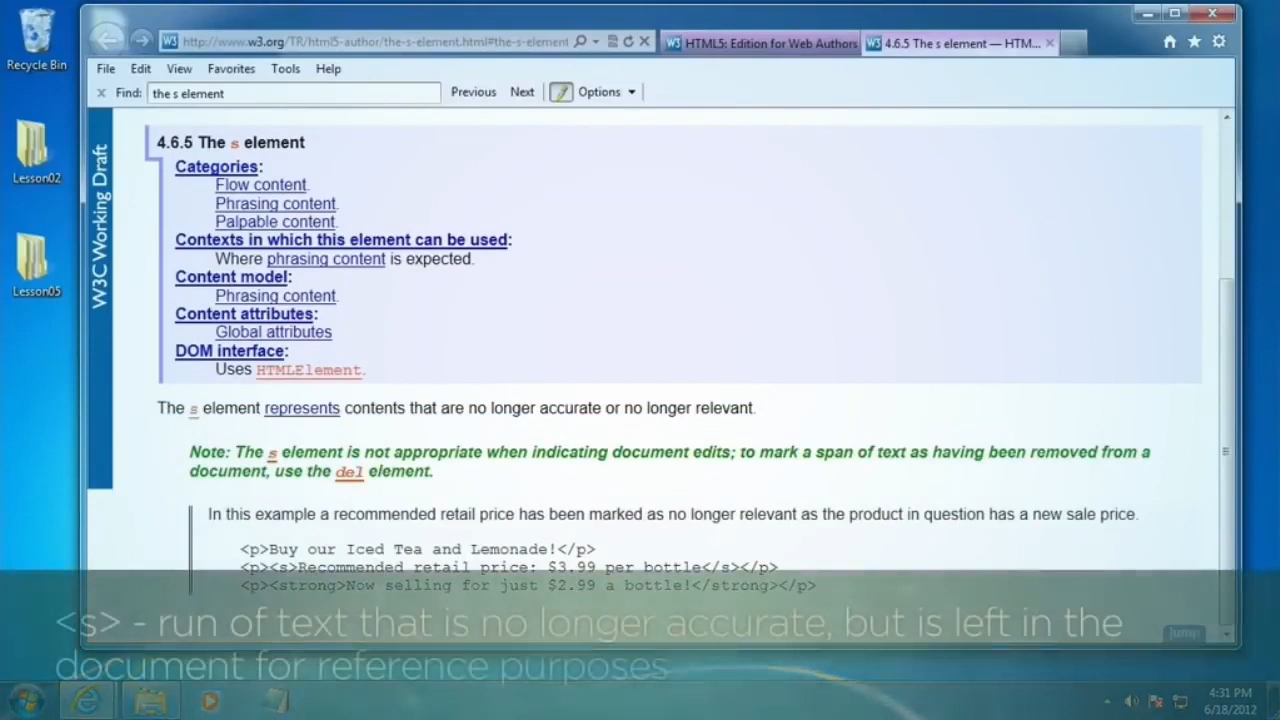 Recycle Bin
Lesson02
Lesson05
http://www.w3.org/TR/html5-author/the-s-element.html#the-s-element
W3 HTML5: Edition for Web Authors
W3 4.6.5 The s element — HTM...
File Edit View Favorites Tools Help
x Find: the s element Previous Next Options
W3C Working Draft
4.6.5 The s element
Categories:
Flow content.
Phrasing content.
Palpable content.
Contexts in which this element can be used:
Where phrasing content is expected.
Content model:
Phrasing content.
Content attributes:
Global attributes
DOM interface:
Uses HTMLElement.
The s element represents contents that are no longer accurate or no longer relevant.
Note: The s element is not appropriate when indicating document edits; to mark a span of text as having been removed from a
document, use the del element.
In this example a recommended retail price has been marked as no longer relevant as the product in question has a new sale price.
<p>Buy our Iced Tea and Lemonade!</p>
<p><s>Recommended retail price: $3.99 per bottle</s></p>
<p><strong>Now selling for just $2.99 a bottle!</strong></p>
<s> - run of text that is no longer accurate, but is left in the
document for reference purposes
jump
4:31 PM
6/18/2012